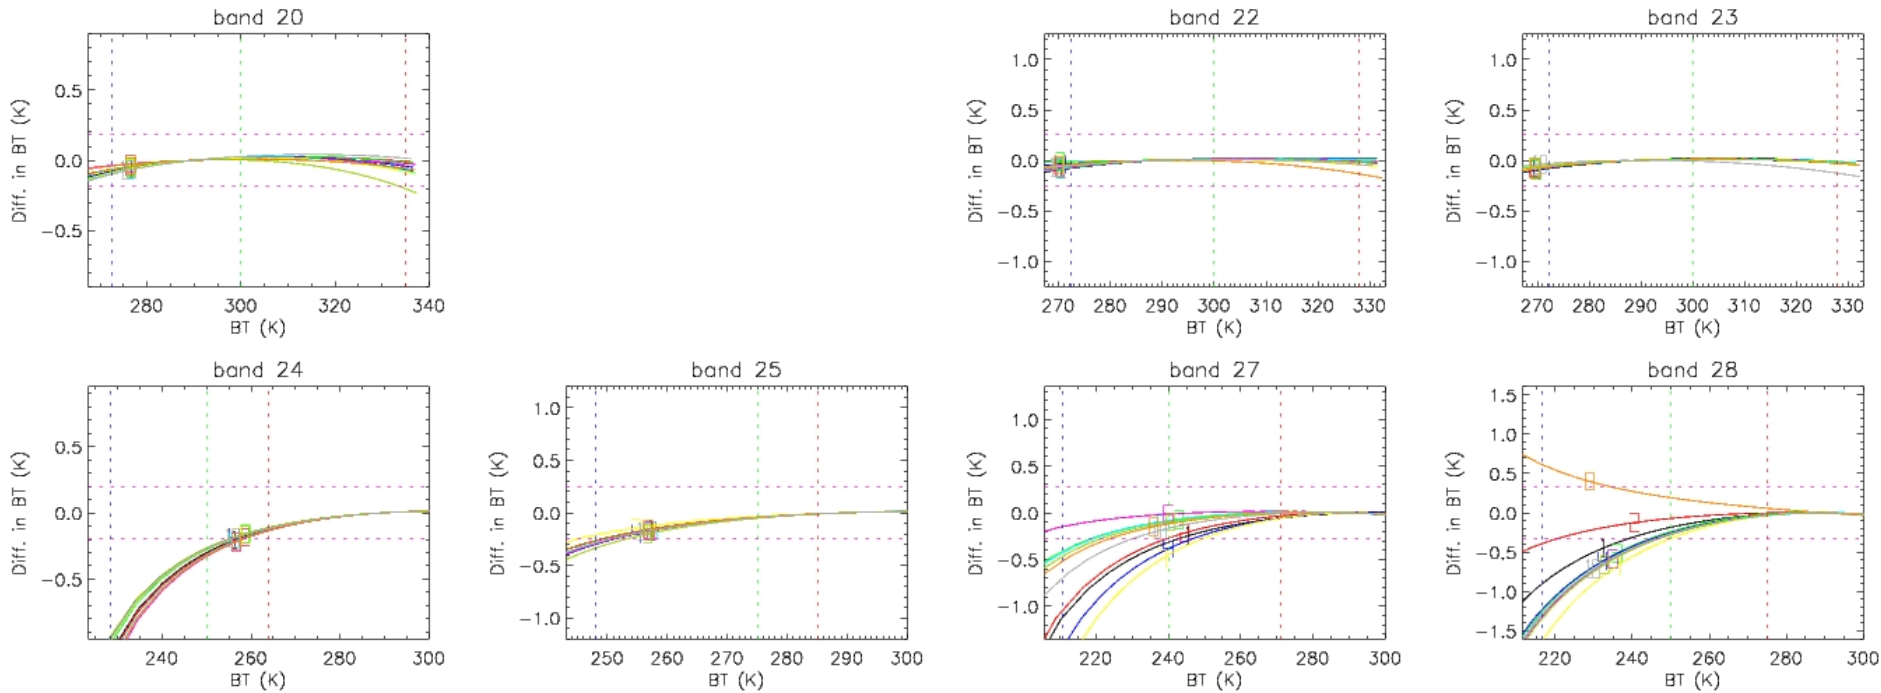 band 20
band 22
band 23
0.5
0.0
−0.5
Diff. in BT (K)
280 300 320 340
BT (K)
1.0
0.5
0.0
−0.5
−1.0
Diff. in BT (K)
270 280 290 300 310 320 330
BT (K)
1.0
0.5
0.0
−0.5
−1.0
Diff. in BT (K)
270 280 290 300 310 320 330
BT (K)
band 24
band 25
band 27
band 28
0.5
0.0
−0.5
Diff. in BT (K)
240 260 280 300
BT (K)
1.0
0.5
0.0
−0.5
−1.0
Diff. in BT (K)
250 260 270 280 290 300
BT (K)
1.0
0.5
0.0
−0.5
−1.0
Diff. in BT (K)
220 240 260 280 300
BT (K)
1.5
1.0
0.5
0.0
−0.5
−1.0
−1.5
Diff. in BT (K)
220 240 260 280 300
BT (K)